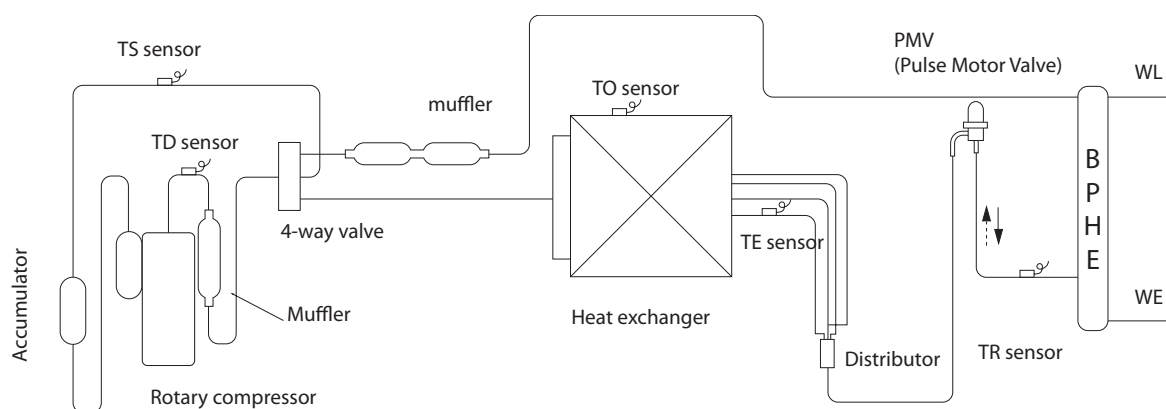 TS sensor
TD sensor
muffler
TO sensor
PMV
(Pulse Motor Valve)
WL
4-way valve
TE sensor
BPHE
Accumulator
Muffler
Heat exchanger
Rotary compressor
Distributor
TR sensor
WE